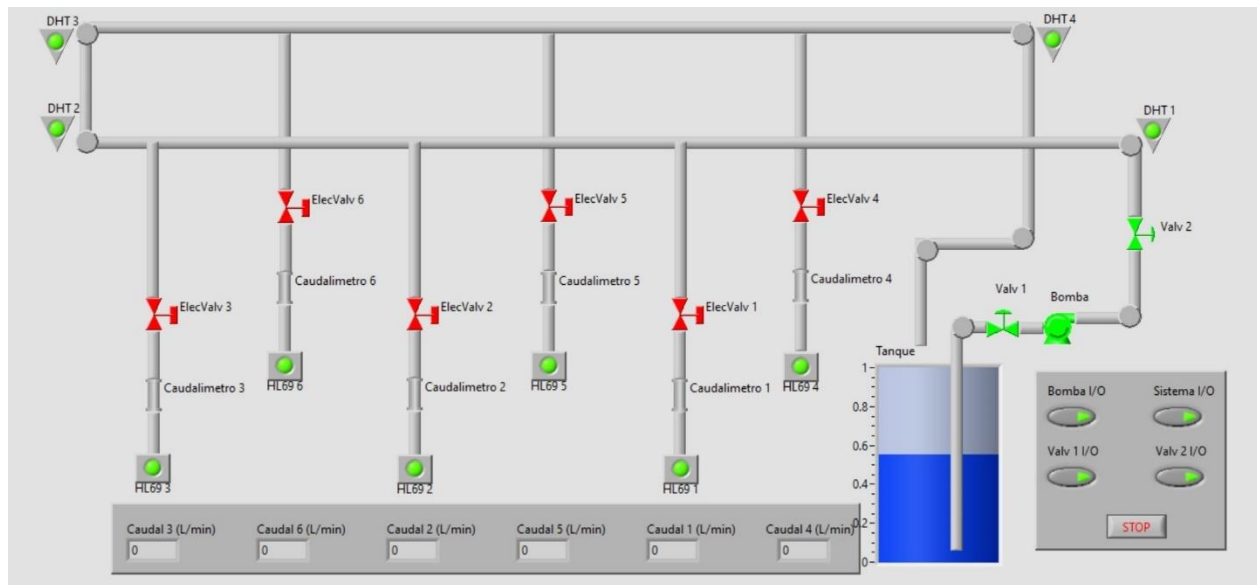 DHT 3
DHT 4
DHT 2
DHT 1
ElecValv 6
ElecValv 5
ElecValv 4
Valv 2
Caudalimetro 6
Caudalimetro 5
Caudalimetro 4
Valv 1
Bomba
ElecValv 3
ElecValv 2
ElecValv 1
Tanque
HL69 6
HL69 5
HL69 4
Caudalimetro 3
Caudalimetro 2
Caudalimetro 1
1
0.8
0.6
0.4
0.2
0
Bomba I/O
Sistema I/O
Valv 1 I/O
Valv 2 I/O
STOP
HL69 3
HL69 2
HL69 1
Caudal 3 (L/min)
Caudal 6 (L/min)
Caudal 2 (L/min)
Caudal 5 (L/min)
Caudal 1 (L/min)
Caudal 4 (L/min)
0
0
0
0
0
0